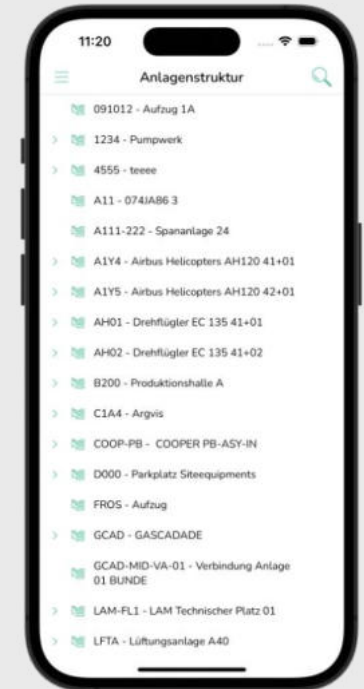 11:20
Anlagenstruktur
091012 - Aufzug 1A
1234 - Pumpwerk
4555 - teeee
A11 - 074JA86 3
A111-222 - Spananlage 24
A1Y4 - Airbus Helicopters AH120 41+01
A1Y5 - Airbus Helicopters AH120 42+01
AH01 - Drehflügler EC 135 41+01
AH02 - Drehflügler EC 135 41+02
B200 - Produktionshalle A
C1A4 - Argvis
COOP-PB - COOPER PB-ASY-IN
D000 - Parkplatz Siteequipments
FROS - Aufzug
GCAD - GASCADADE
GCAD-MID-VA-01 - Verbindung Anlage
01 BUNDE
LAM-FL1 - LAM Technischer Platz 01
LFTA - Lüftungsanlage A40